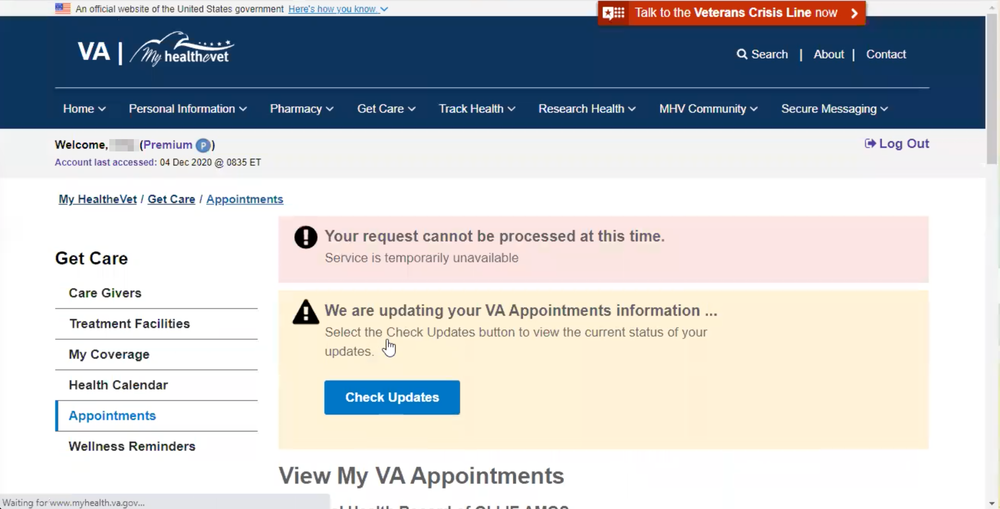 An official website of the United States government Here's how you know.
Talk to the Veterans Crisis Line now
VA | My healthevet
Search | About | Contact
Home Personal Information Pharmacy Get Care Track Health Research Health MHV Community Secure Messaging
Welcome, (Premium P)
Log Out
Account last accessed: 04 Dec 2020 @ 0835 ET
My HealtheVet / Get Care / Appointments
Your request cannot be processed at this time.
Service is temporarily unavailable
Get Care
Care Givers
Treatment Facilities
My Coverage
Health Calendar
Appointments
Wellness Reminders
We are updating your VA Appointments information ...
Select the Check Updates button to view the current status of your
updates.
Check Updates
View My VA Appointments
Waiting for www.myhealth.va.gov...
Health Record of